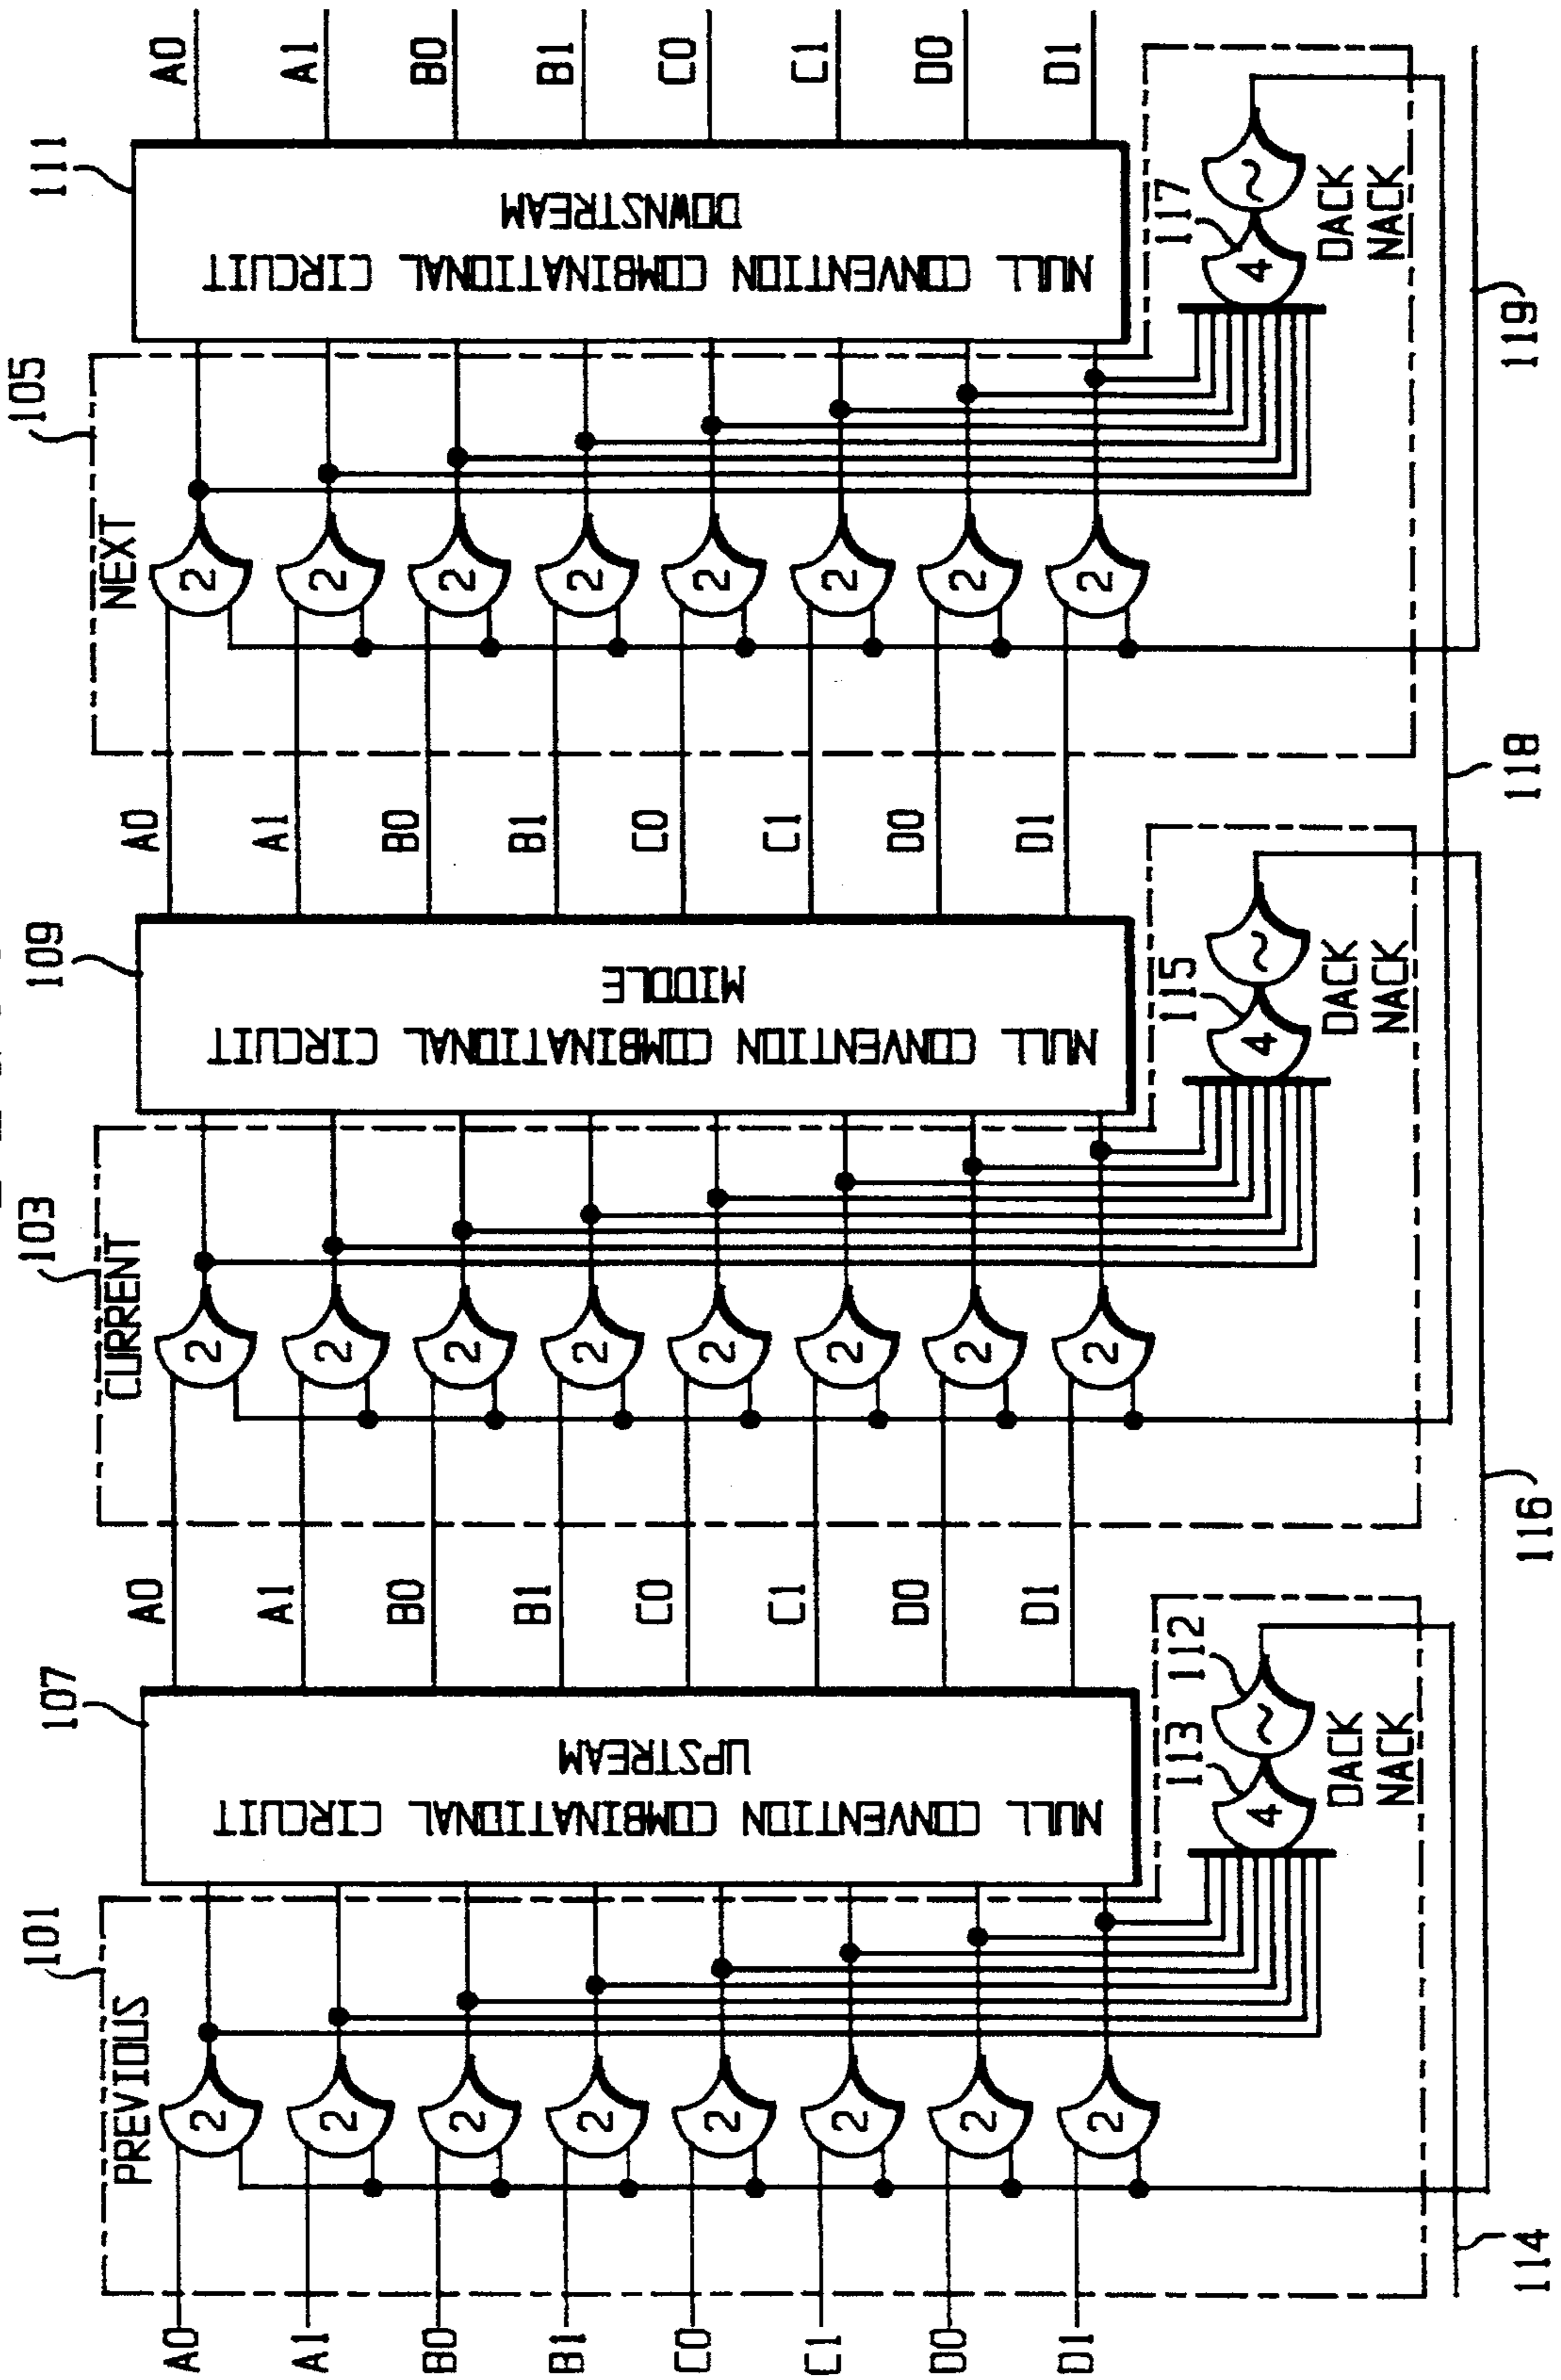 A0
A1
B0
B1
C0
C1
D0
D1
101
PREVIOUS
2
2
2
2
2
2
2
2
107
NULL CONVENTION COMBINATIONAL CIRCUIT
UPSTREAM
113
112
4
~
DACK
NACK
114
A0
A1
B0
B1
C0
C1
D0
D1
116
103
CURRENT
2
2
2
2
2
2
2
2
109
NULL CONVENTION COMBINATIONAL CIRCUIT
MIDDLE
115
4
~
DACK
NACK
A0
A1
B0
B1
C0
C1
D0
D1
118
105
NEXT
2
2
2
2
2
2
2
2
111
NULL CONVENTION COMBINATIONAL CIRCUIT
DOWNSTREAM
117
4
~
DACK
NACK
119
A0
A1
B0
B1
C0
C1
D0
D1